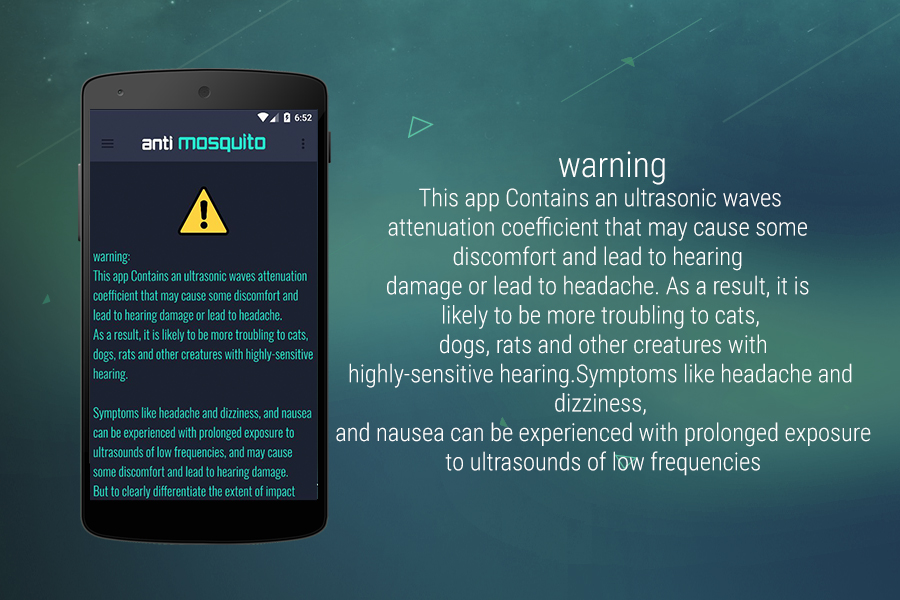 6:52
anti mosquito
warning:
This app Contains an ultrasonic waves attenuation
coefficient that may cause some discomfort and
lead to hearing damage or lead to headache.
As a result, it is likely to be more troubling to cats,
dogs, rats and other creatures with highly-sensitive
hearing.
Symptoms like headache and dizziness, and nausea
can be experienced with prolonged exposure to
ultrasounds of low frequencies, and may cause
some discomfort and lead to hearing damage.
But to clearly differentiate the extent of impact
warning
This app Contains an ultrasonic waves
attenuation coefficient that may cause some
discomfort and lead to hearing
damage or lead to headache. As a result, it is
likely to be more troubling to cats,
dogs, rats and other creatures with
highly-sensitive hearing.Symptoms like headache and
dizziness,
and nausea can be experienced with prolonged exposure
to ultrasounds of low frequencies